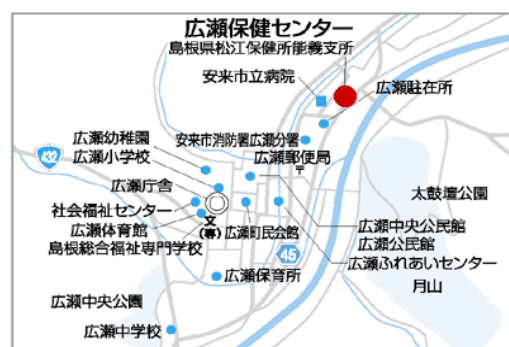 広瀬保健センター
島根県松江保健所能義支所
安来市立病院
広瀬駐在所
安来市消防署広瀬分署
広瀬郵便局
〒
432
広瀬幼稚園
広瀬小学校
広瀬庁舎
社会福祉センター
広瀬体育館
島根総合福祉専門学校
文
(専)
広瀬町民会館
太鼓壇公園
広瀬中央公民館
広瀬公民館
広瀬ふれあいセンター
45
月山
広瀬保育所
広瀬中央公園
広瀬中学校